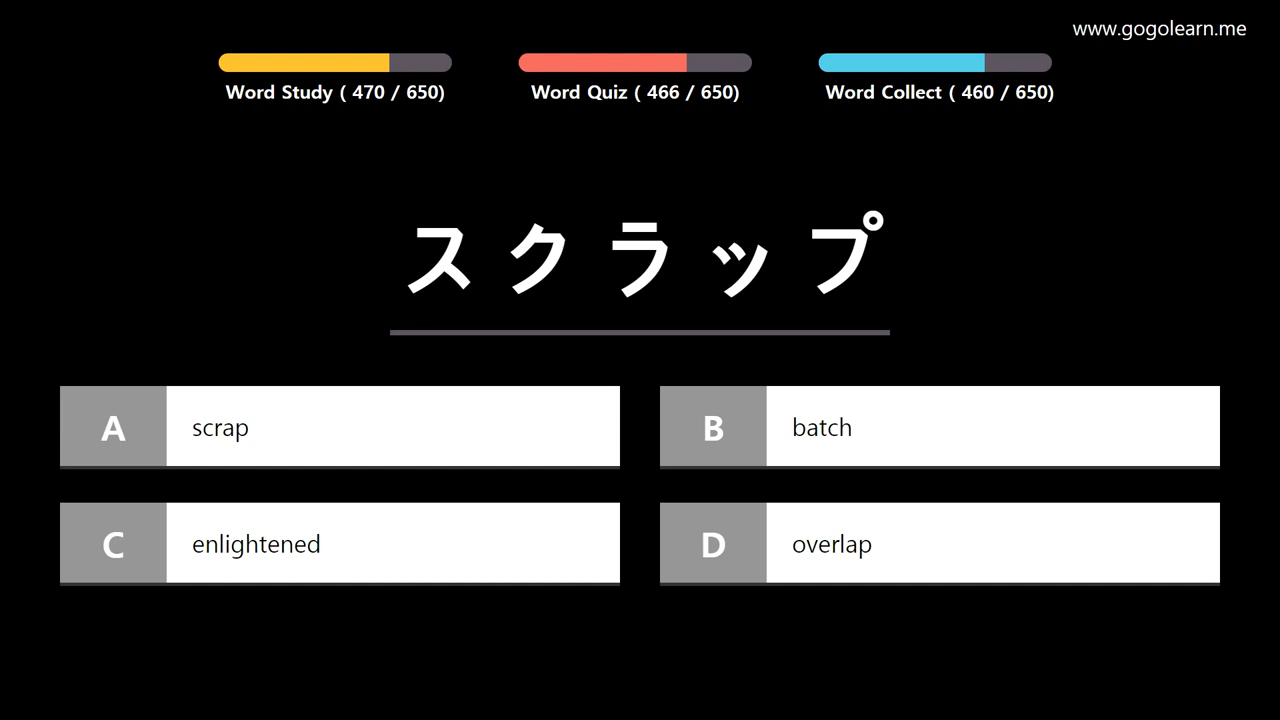 www.gogolearn.me
Word Study ( 470 / 650)
Word Quiz ( 466 / 650)
Word Collect ( 460 / 650)
スクラップ
A scrap
B batch
C enlightened
D overlap